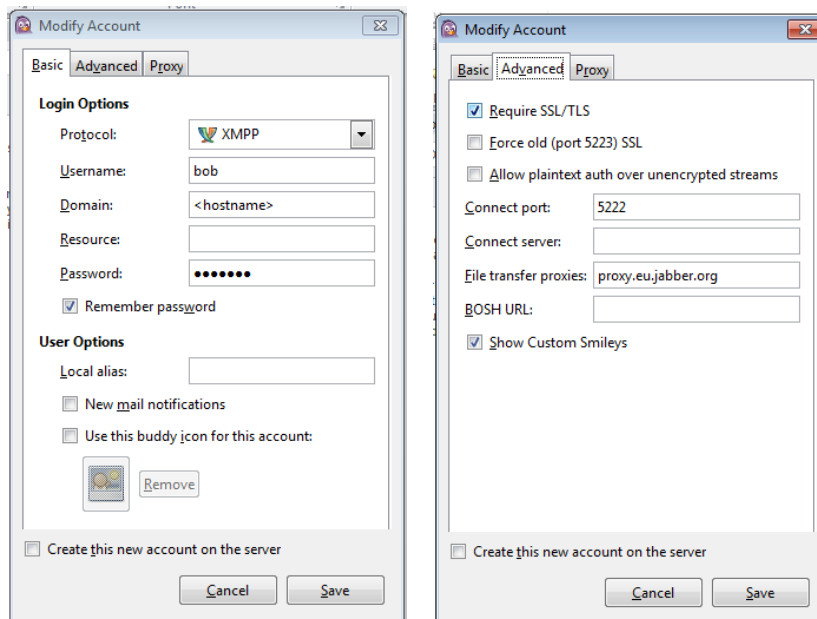 Modify Account
Basic Advanced Proxy
Login Options
Protocol: XMPP
Username: bob
Domain: <hostname>
Resource:
Password: ●●●●●●●
Remember password
User Options
Local alias:
New mail notifications
Use this buddy icon for this account:
Remove
Create this new account on the server
Cancel Save
Modify Account
Basic Advanced Proxy
Require SSL/TLS
Force old (port 5223) SSL
Allow plaintext auth over unencrypted streams
Connect port: 5222
Connect server:
File transfer proxies: proxy.eu.jabber.org
BOSH URL:
Show Custom Smileys
Create this new account on the server
Cancel Save